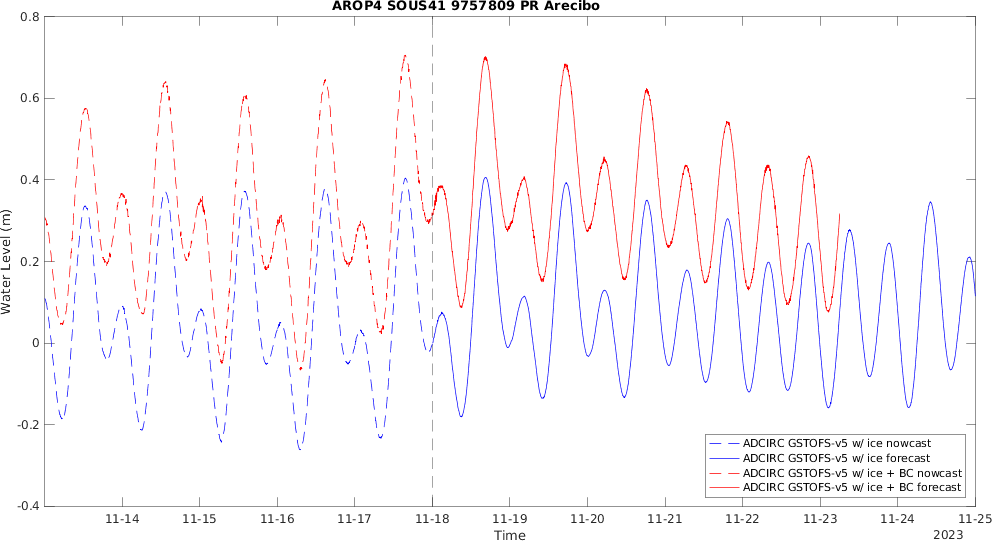 AROP4 SOUS41 9757809 PR Arecibo
0.8
0.6
0.4
0.2
0
-0.2
-0.4
Water Level (m)
ADCIRC GSTOFS-v5 w/ ice nowcast
ADCIRC GSTOFS-v5 w/ ice forecast
ADCIRC GSTOFS-v5 w/ ice + BC nowcast
ADCIRC GSTOFS-v5 w/ ice + BC forecast
11-14 11-15 11-16 11-17 11-18 11-19 11-20 11-21 11-22 11-23 11-24 11-25
Time
2023